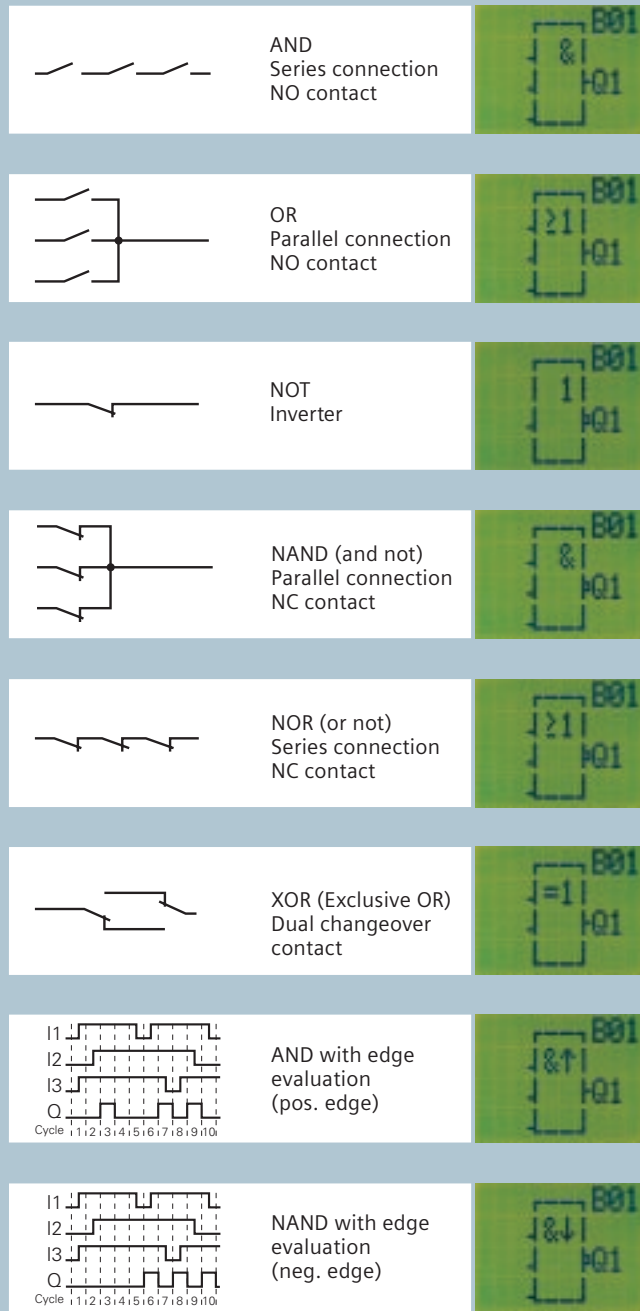 AND
Series connection
NO contact
B01
&
Q1
OR
Parallel connection
NO contact
B01
≥1
Q1
NOT
Inverter
B01
1
Q1
NAND (and not)
Parallel connection
NC contact
B01
&
Q1
NOR (or not)
Series connection
NC contact
B01
≥1
Q1
XOR (Exclusive OR)
Dual changeover
contact
B01
=1
Q1
I1
I2
I3
Q
Cycle 1 2 3 4 5 6 7 8 9 10
AND with edge
evaluation
(pos. edge)
B01
&↑
Q1
I1
I2
I3
Q
Cycle 1 2 3 4 5 6 7 8 9 10
NAND with edge
evaluation
(neg. edge)
B01
&↓
Q1